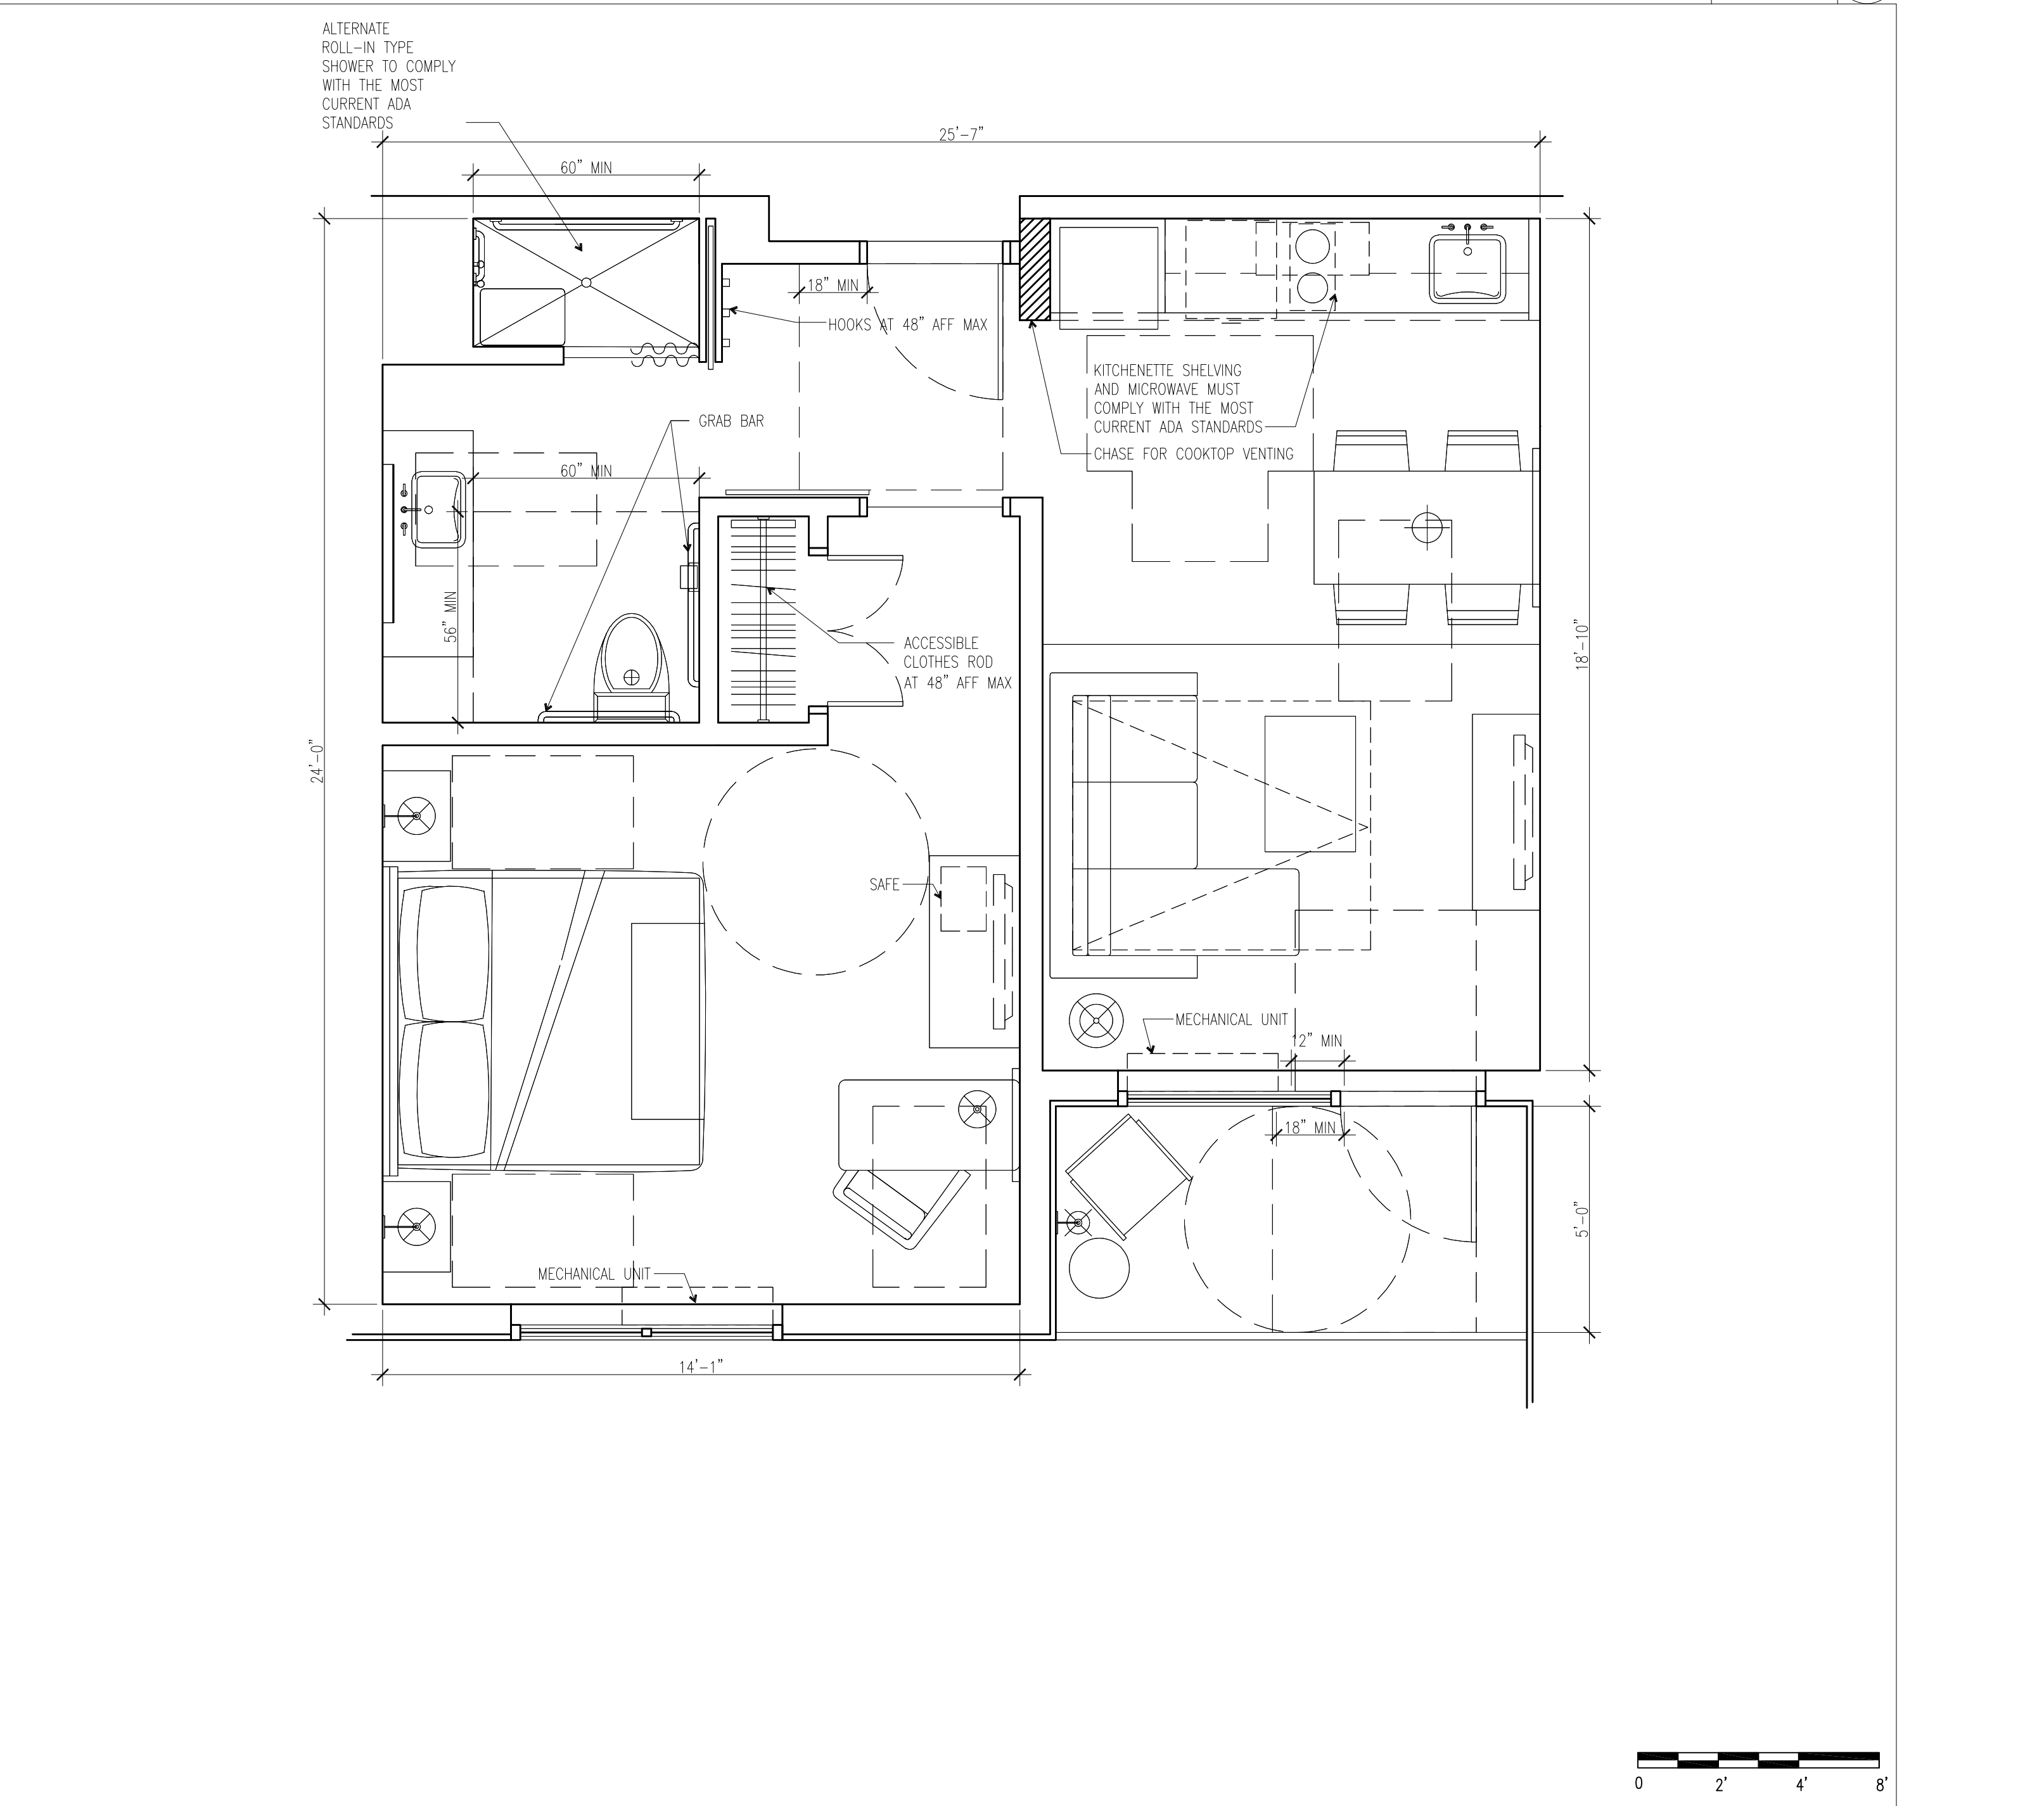 ALTERNATE
ROLL-IN TYPE
SHOWER TO COMPLY
WITH THE MOST
CURRENT ADA
STANDARDS
25'-7"
60" MIN
18" MIN
HOOKS AT 48" AFF MAX
KITCHENETTE SHELVING
AND MICROWAVE MUST
COMPLY WITH THE MOST
CURRENT ADA STANDARDS
CHASE FOR COOKTOP VENTING
GRAB BAR
60" MIN
56" MIN
ACCESSIBLE
CLOTHES ROD
AT 48" AFF MAX
18'-10"
24'-0"
SAFE
MECHANICAL UNIT
12" MIN
18" MIN
5'-0"
MECHANICAL UNIT
14'-1"
0 2' 4' 8'